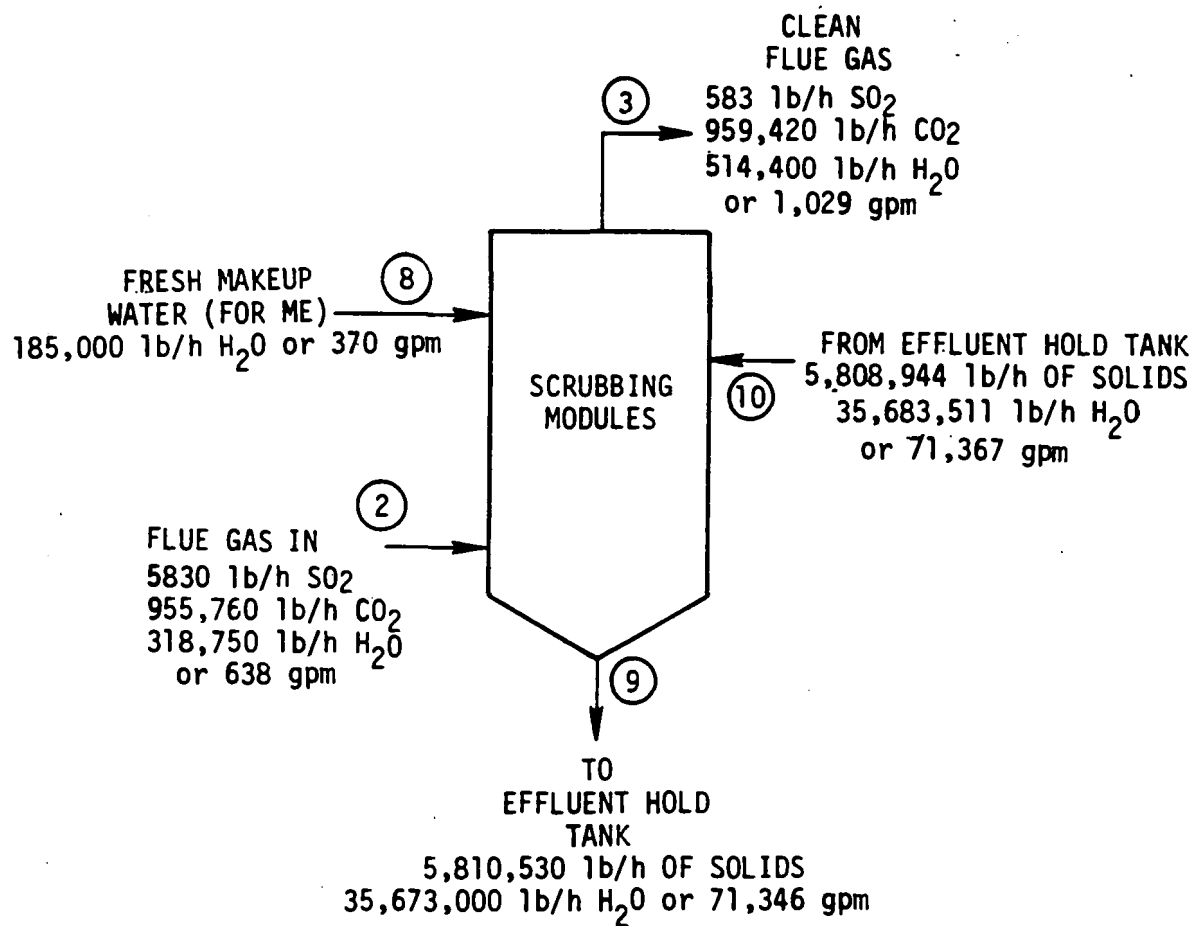 CLEAN
FLUE GAS
3
583 lb/h SO2
959,420 lb/h CO2
514,400 lb/h H2O
or 1,029 gpm
8
FRESH MAKEUP
WATER (FOR ME)
185,000 lb/h H2O or 370 gpm
SCRUBBING
MODULES
10
FROM EFFLUENT HOLD TANK
5,808,944 lb/h OF SOLIDS
35,683,511 lb/h H2O
or 71,367 gpm
2
FLUE GAS IN
5830 lb/h SO2
955,760 lb/h CO2
318,750 lb/h H2O
or 638 gpm
9
TO
EFFLUENT HOLD
TANK
5,810,530 lb/h OF SOLIDS
35,673,000 lb/h H2O or 71,346 gpm